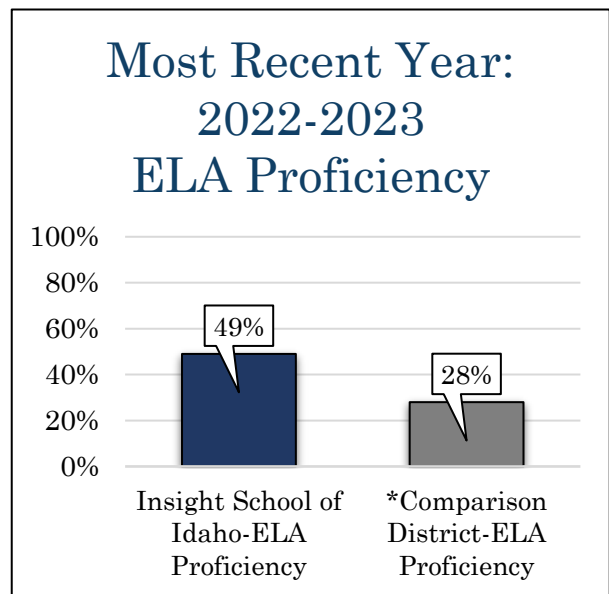 Most Recent Year:
2022-2023
ELA Proficiency
100%
80%
60%
40%
20%
0%
49%
28%
Insight School of
Idaho-ELA
Proficiency
*Comparison
District-ELA
Proficiency